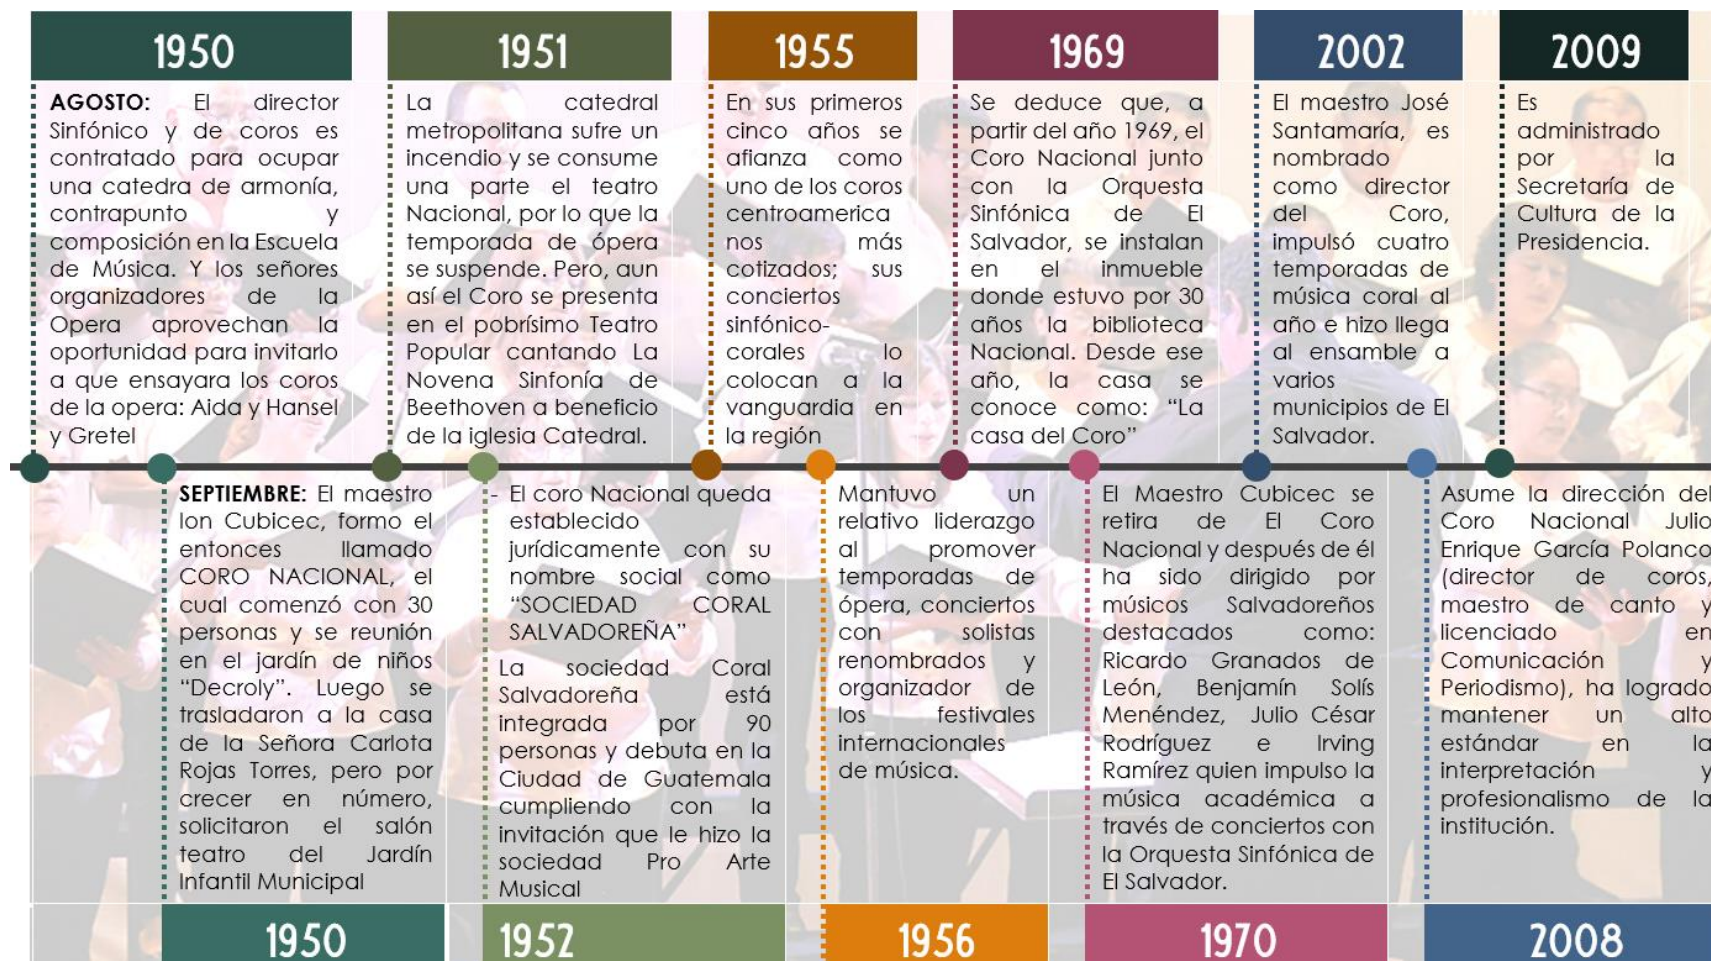 1950
AGOSTO: El director
Sinfónico y de coros es
contratado para ocupar
una catedra de armonía,
contrapunto y
composición en la Escuela
de Música. Y los señores
organizadores de la
Opera aprovechan la
oportunidad para invitarlo
a que ensayara los coros
de la opera: Aida y Hansel
y Gretel
1951
La catedral
metropolitana sufre un
incendio y se consume
una parte el teatro
Nacional, por lo que la
temporada de ópera
se suspende. Pero, aun
así el Coro se presenta
en el pobrísimo Teatro
Popular cantando La
Novena Sinfonía de
Beethoven a beneficio
de la iglesia Catedral.
1955
En sus primeros
cinco años se
afianza como
uno de los coros
centroamerica
nos más
cotizados; sus
conciertos
sinfónico-
corales lo
colocan a la
vanguardia en
la región
1969
Se deduce que, a
partir del año 1969, el
Coro Nacional junto
con la Orquesta
Sinfónica de El
Salvador, se instalan
en el inmueble
donde estuvo por 30
años la biblioteca
Nacional. Desde ese
año, la casa se
conoce como: “La
casa del Coro”
2002
El maestro José
Santamaría, es
nombrado
como director
del Coro,
impulsó cuatro
temporadas de
música coral al
año e hizo llega
al ensamble a
varios
municipios de El
Salvador.
2009
Es
administrado
por la
Secretaría de
Cultura de la
Presidencia.
SEPTIEMBRE: El maestro
Ion Cubicec, formo el
entonces llamado
CORO NACIONAL, el
cual comenzó con 30
personas y se reunión
en el jardín de niños
“Decroly”. Luego se
trasladaron a la casa
de la Señora Carlota
Rojas Torres, pero por
crecer en número,
solicitaron el salón
teatro del Jardín
Infantil Municipal
1950
- El coro Nacional queda
establecido
jurídicamente con su
nombre social como
“SOCIEDAD CORAL
SALVADOREÑA”
La sociedad Coral
Salvadoreña está
integrada por 90
personas y debuta en la
Ciudad de Guatemala
cumpliendo con la
invitación que le hizo la
sociedad Pro Arte
Musical
1952
Mantuvo un
relativo liderazgo
al promover
temporadas de
ópera, conciertos
con solistas
renombrados y
organizador de
los festivales
internacionales
de música.
1956
El Maestro Cubicec se
retira de El Coro
Nacional y después de él
ha sido dirigido por
músicos Salvadoreños
destacados como:
Ricardo Granados de
León, Benjamín Solís
Menéndez, Julio César
Rodríguez e Irving
Ramírez quien impulso la
música académica a
través de conciertos con
la Orquesta Sinfónica de
El Salvador.
1970
Asume la dirección del
Coro Nacional Julio
Enrique García Polanco
(director de coros,
maestro de canto y
licenciado en
Comunicación y
Periodismo), ha logrado
mantener un alto
estándar en la
interpretación y
profesionalismo de la
institución.
2008